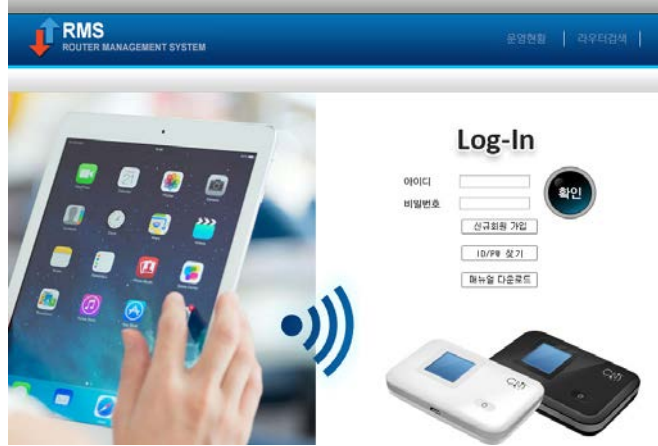 RMS
ROUTER MANAGEMENT SYSTEM
운영현황 | 라우터검색 |
Log-In
아이디
비밀번호
확인
신규회원 가입
ID/PW 찾기
매뉴얼 다운로드